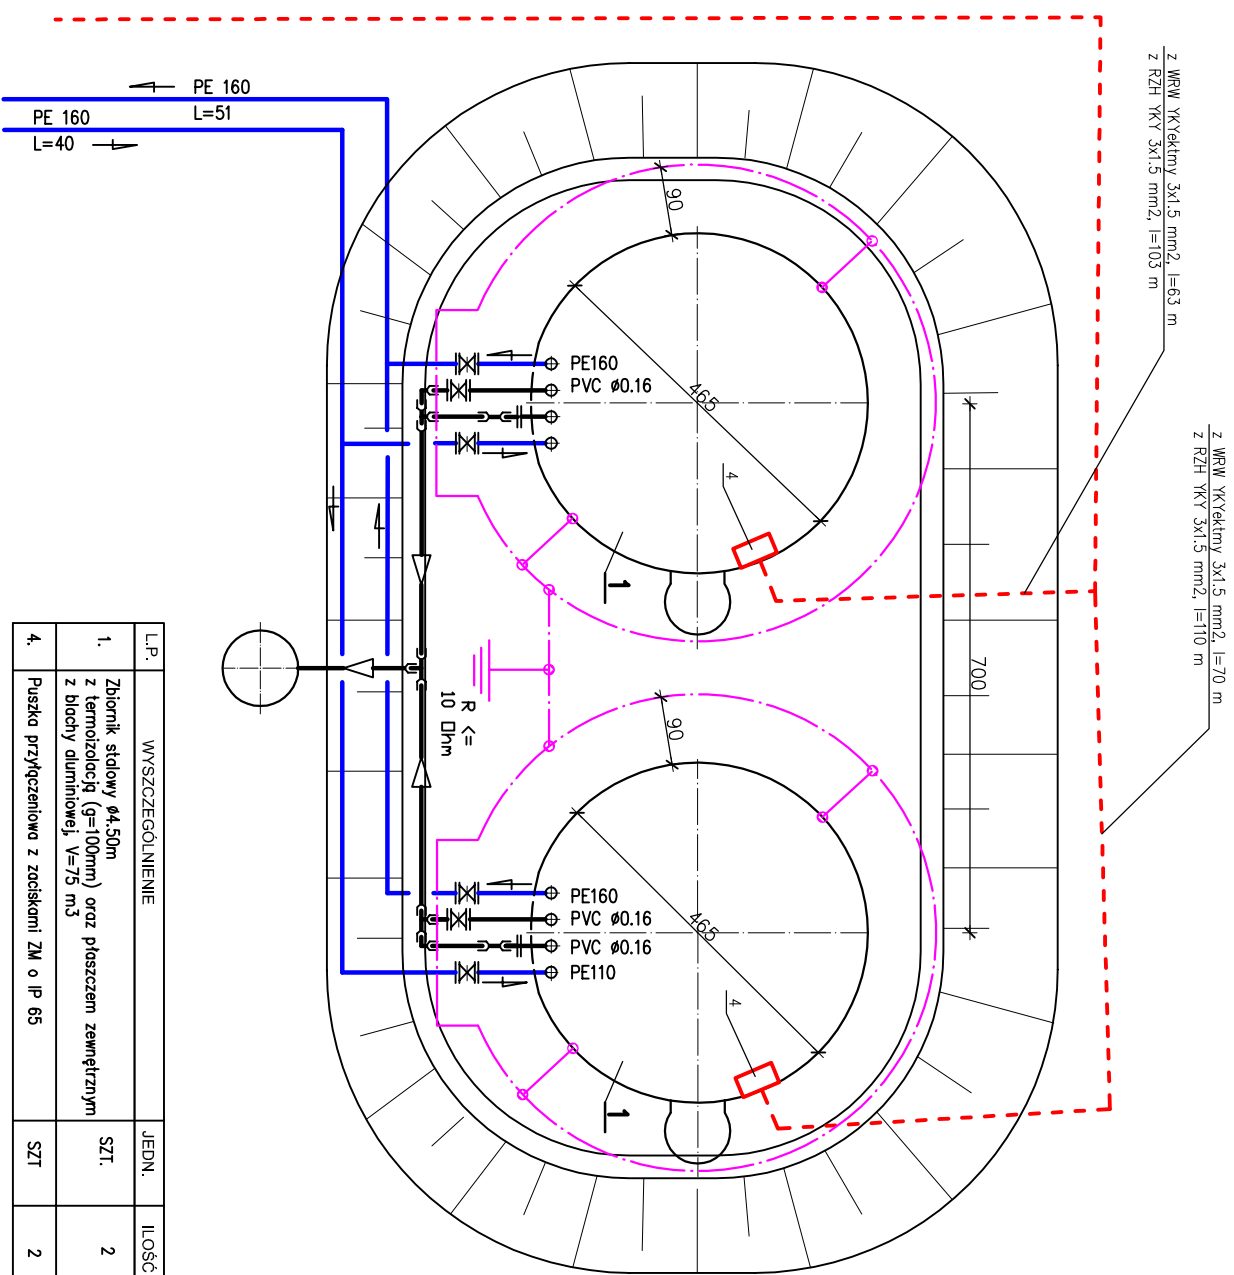 z WRW YKYektmy 3x1.5 mm2, l=63 m
z RZH YKY 3x1.5 mm2, l=103 m
z WRW YKYektmy 3x1.5 mm2, l=70 m
z RZH YKY 3x1.5 mm2, l=110 m
PE 160
L=51
PE 160
L=40
90
465
PE160
PVC ø0.16
4
1
700
R <=
10 Ohm
90
465
PE160
PVC ø0.16
PVC ø0.16
PE110
4
1
L.P. WYSZCZEGÓLNIENIE JEDN. ILOŚĆ
1. Zbiornik stalowy ø4.50m
z termoizolacją (g=100mm) oraz płaszczem zewnętrznym SZT. 2
z blachy aluminiowej, V=75 m3
4. Puszka przyłączeniowa z zaciskami ZM o IP 65 SZT 2